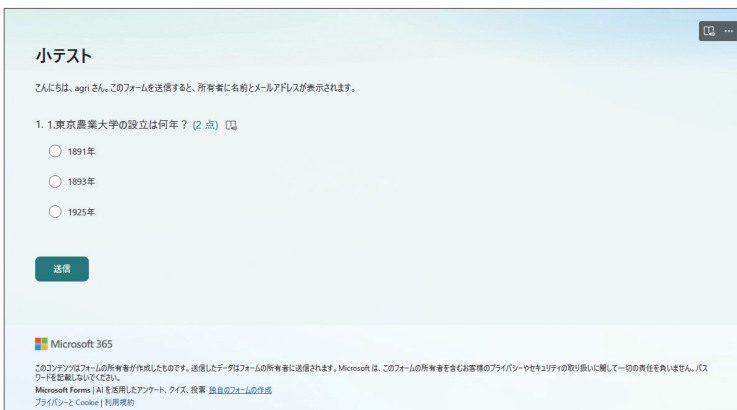 小テスト
こんにちは、agri さん。このフォームを送信すると、所有者に名前とメールアドレスが表示されます。
1. 1.東京農業大学の設立は何年？ (2 点)
1891年
1893年
1925年
送信
Microsoft 365
このコンテンツはフォームの所有者が作成したものです。送信したデータはフォームの所有者に送信されます。Microsoft は、このフォームの所有者を含むお客様のプライバシーやセキュリティの取り扱いに関して一切の責任を負いません。パス
ワードを記載しないでください。
Microsoft Forms | AI を活用したアンケート、クイズ、投票 独自のフォームの作成
プライバシーと Cookie | 利用規約